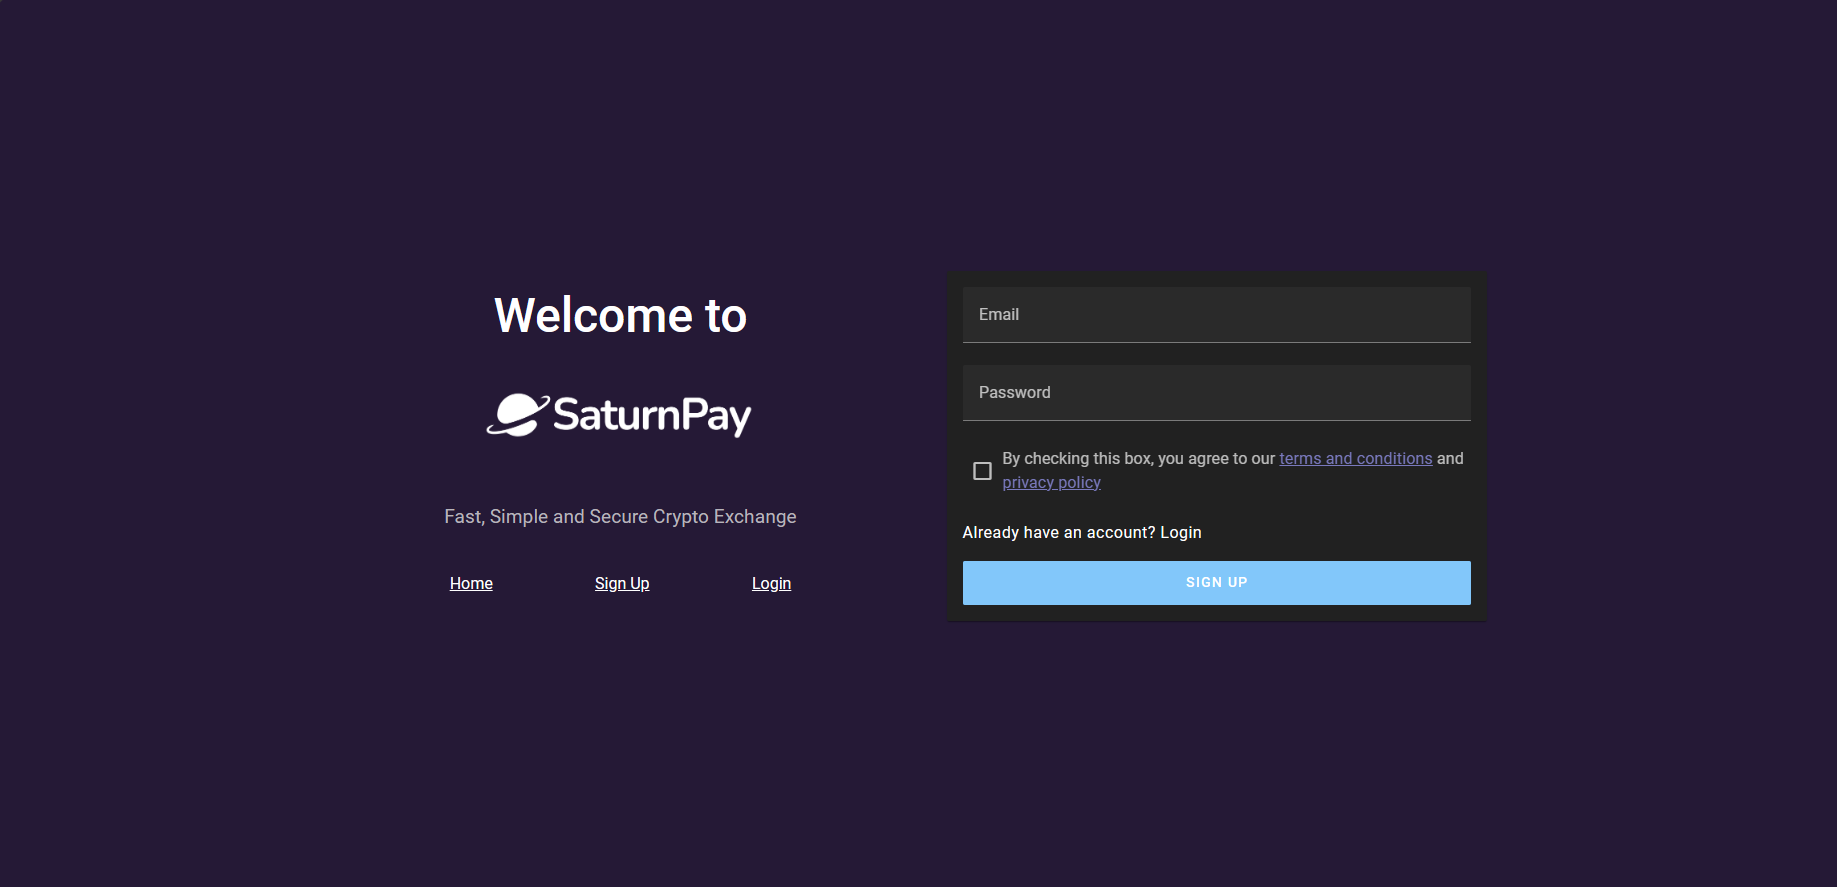 Welcome to
SaturnPay
Fast, Simple and Secure Crypto Exchange
Home
Sign Up
Login
Email
Password
By checking this box, you agree to our terms and conditions and
privacy policy
Already have an account? Login
SIGN UP